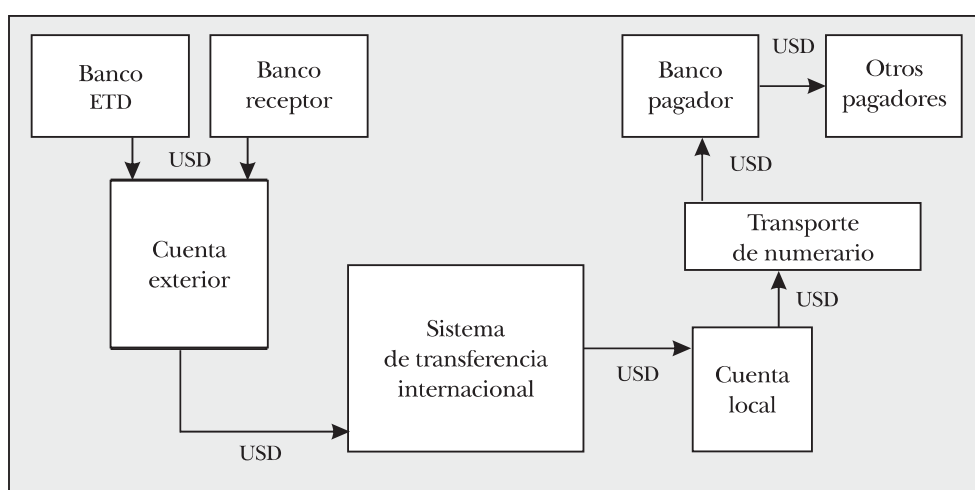 Banco
ETD
Banco
receptor
USD
Cuenta
exterior
USD
Sistema
de transferencia
internacional
USD
Cuenta
local
USD
Transporte
de numerario
USD
Banco
pagador
USD
Otros
pagadores